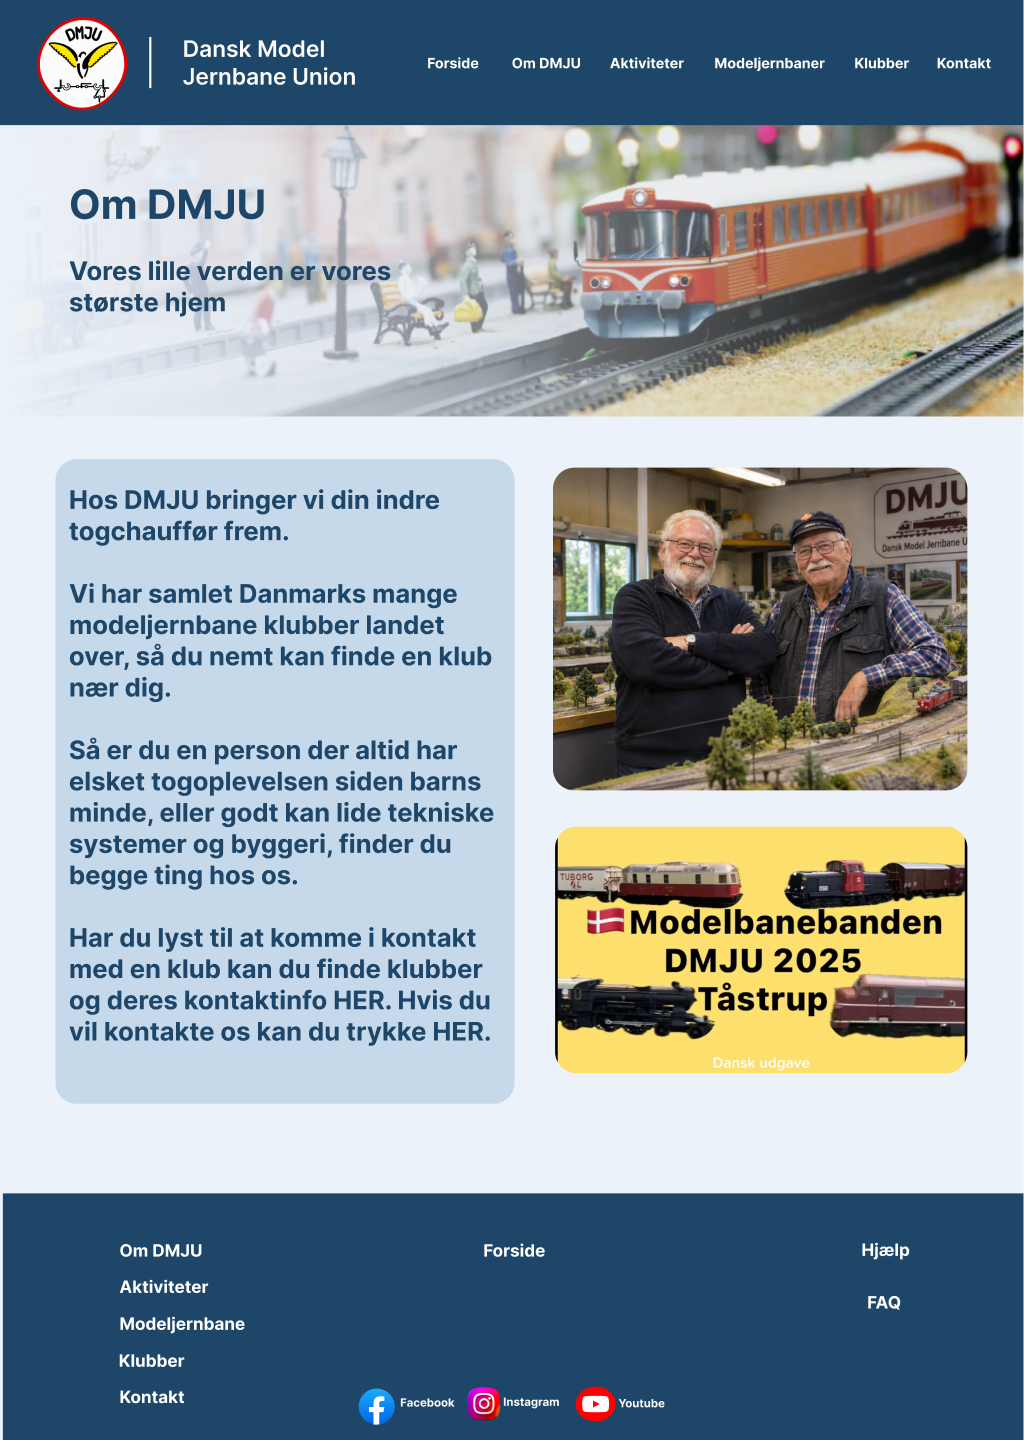 DMJU
Dansk Model
Jernbane Union
Forside
Om DMJU
Aktiviteter
Modeljernbaner
Klubber
Kontakt
Om DMJU
Vores lille verden er vores
største hjem
Hos DMJU bringer vi din indre
togchauffør frem.
Vi har samlet Danmarks mange
modeljernbane klubber landet
over, så du nemt kan finde en klub
nær dig.
Så er du en person der altid har
elsket togoplevelsen siden barns
minde, eller godt kan lide tekniske
systemer og byggeri, finder du
begge ting hos os.
Har du lyst til at komme i kontakt
med en klub kan du finde klubber
og deres kontaktinfo HER. Hvis du
vil kontakte os kan du trykke HER.
DMJU
Dansk Model Jernbane U
TUBORG
ØL
Modelbanebanden
DMJU 2025
Tåstrup
Dansk udgave
Om DMJU
Aktiviteter
Modeljernbane
Klubber
Kontakt
Forside
Facebook
Instagram
Youtube
Hjælp
FAQ